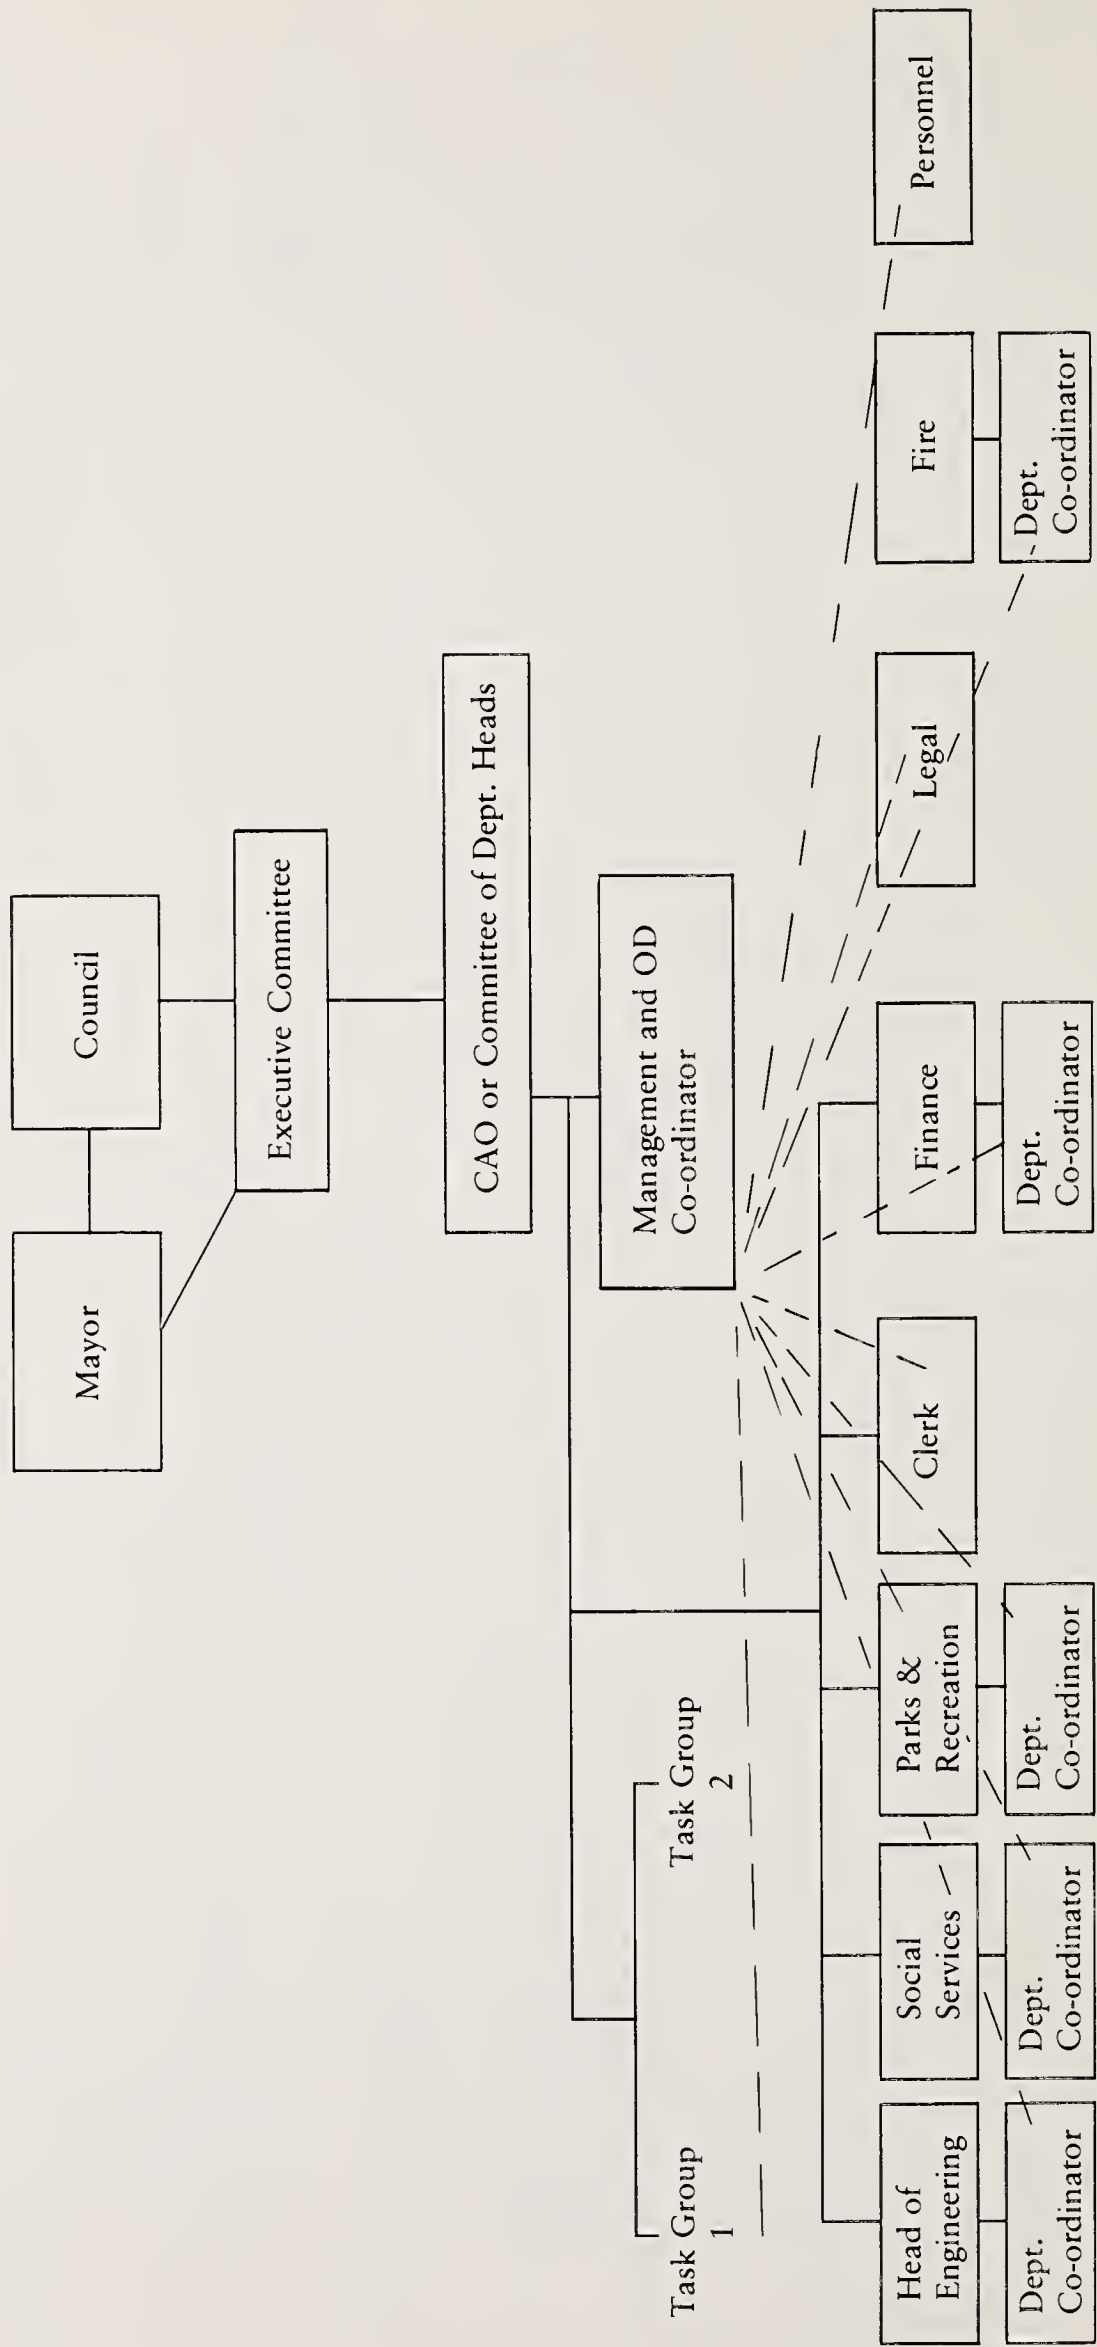 Mayor
Council
Executive Committee
CAO or Committee of Dept. Heads
Management and OD
Co-ordinator
Task Group
1
Task Group
2
Head of
Engineering
Social
Services
Parks &
Recreation
Clerk
Finance
Legal
Fire
Personnel
Dept.
Co-ordinator
Dept.
Co-ordinator
Dept.
Co-ordinator
Dept.
Co-ordinator
Dept.
Co-ordinator